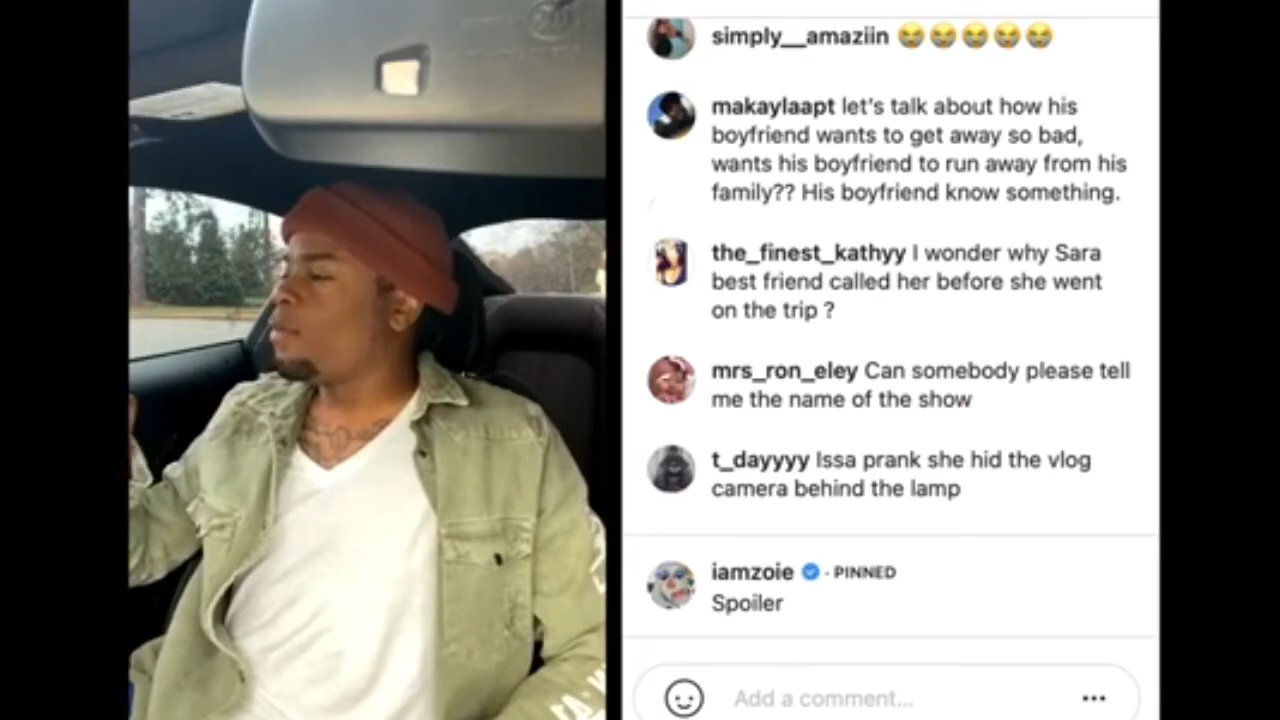 simply__amaziin 😭😭😭😭😭
makaylaapt let's talk about how his
boyfriend wants to get away so bad,
wants his boyfriend to run away from his
family?? His boyfriend know something.
the_finest_kathyy I wonder why Sara
best friend called her before she went
on the trip ?
mrs_ron_eley Can somebody please tell
me the name of the show
t_dayyyy Issa prank she hid the vlog
camera behind the lamp
iamzoie · PINNED
Spoiler
Add a comment...